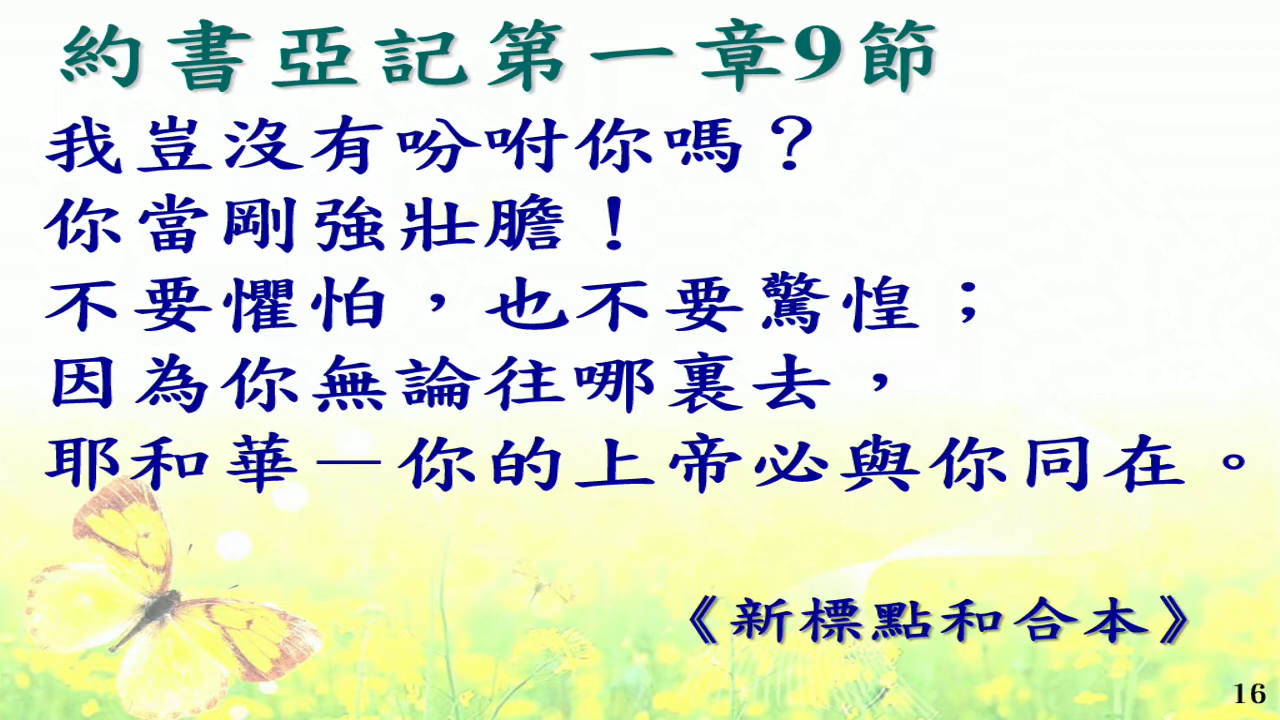 約書亞記第一章9節
我豈沒有吩咐你嗎？
你當剛強壯膽！
不要懼怕，也不要驚惶；
因為你無論往哪裏去，
耶和華－你的上帝必與你同在。
《新標點和合本》
16